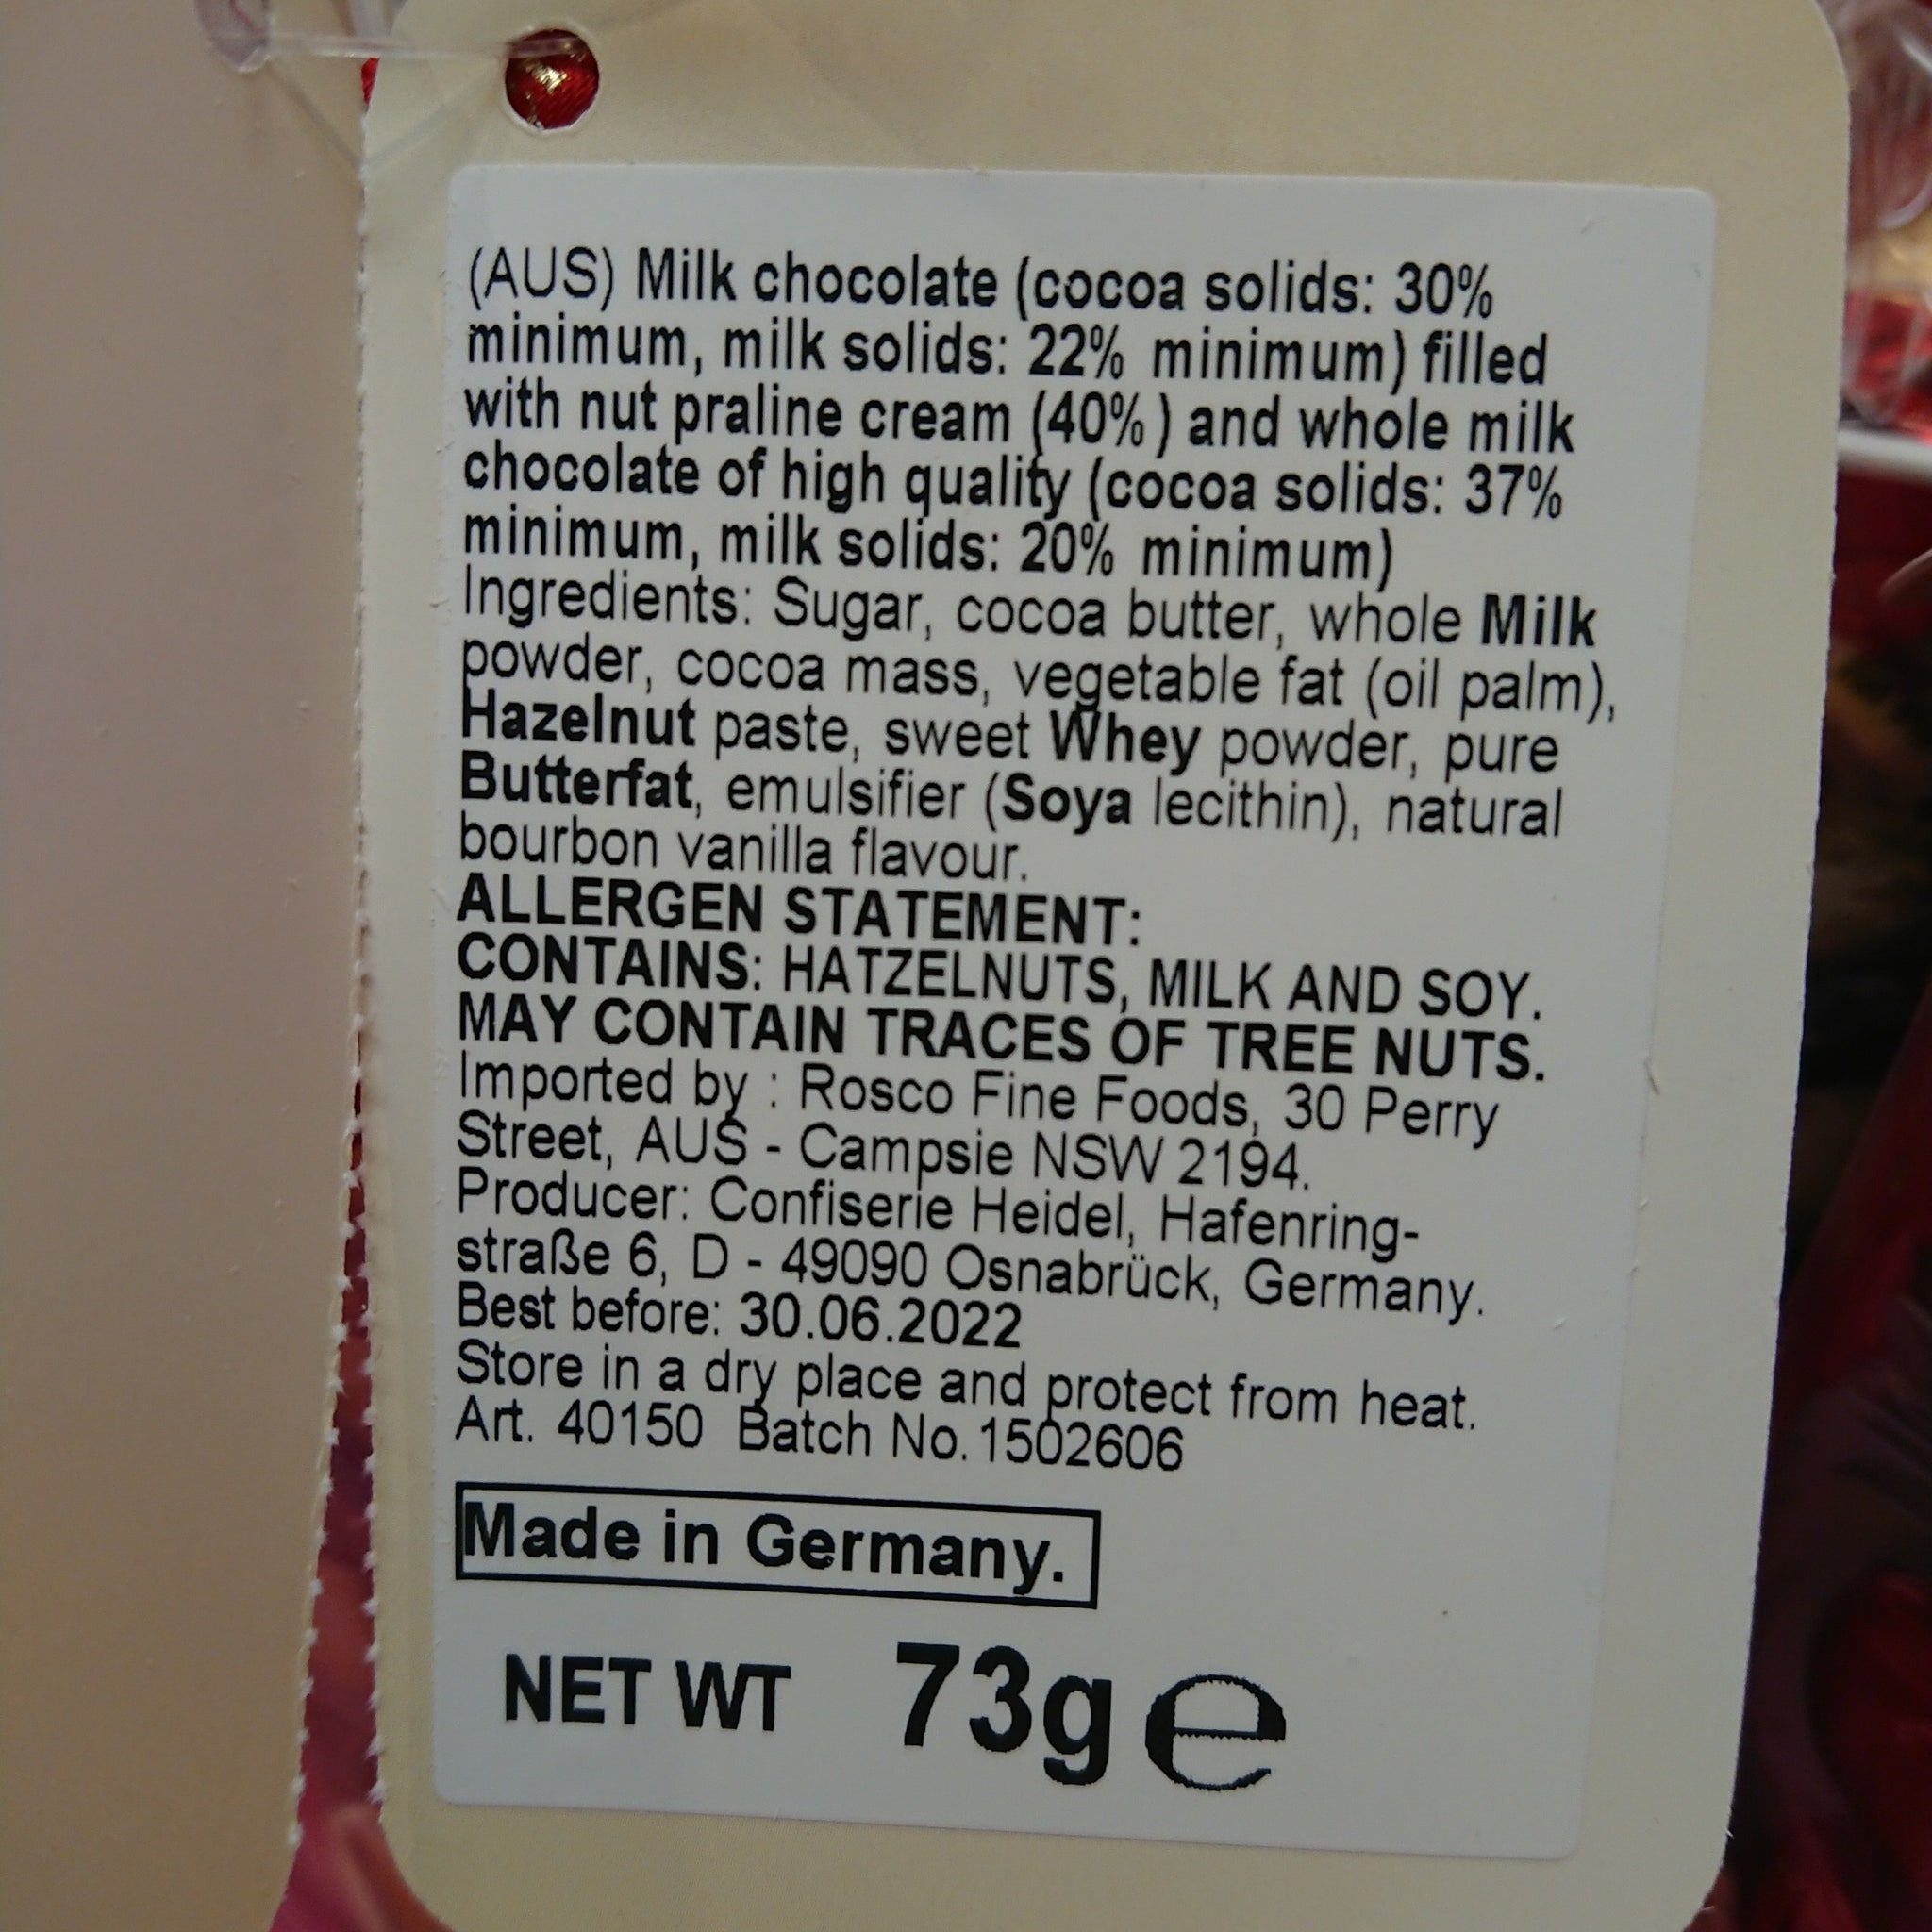 (AUS) Milk chocolate (cocoa solids: 30%
minimum, milk solids: 22% minimum) filled
with nut praline cream (40%) and whole milk
chocolate of high quality (cocoa solids: 37%
minimum, milk solids: 20% minimum)
Ingredients: Sugar, cocoa butter, whole Milk
powder, cocoa mass, vegetable fat (oil palm),
Hazelnut paste, sweet Whey powder, pure
Butterfat, emulsifier (Soya lecithin), natural
bourbon vanilla flavour.
ALLERGEN STATEMENT:
CONTAINS: HATZELNUTS, MILK AND SOY.
MAY CONTAIN TRACES OF TREE NUTS.
Imported by : Rosco Fine Foods, 30 Perry
Street, AUS - Campsie NSW 2194.
Producer: Confiserie Heidel, Hafenring-
straße 6, D - 49090 Osnabrück, Germany.
Best before: 30.06.2022
Store in a dry place and protect from heat.
Art. 40150 Batch No. 1502606
Made in Germany.
NET WT 73g e